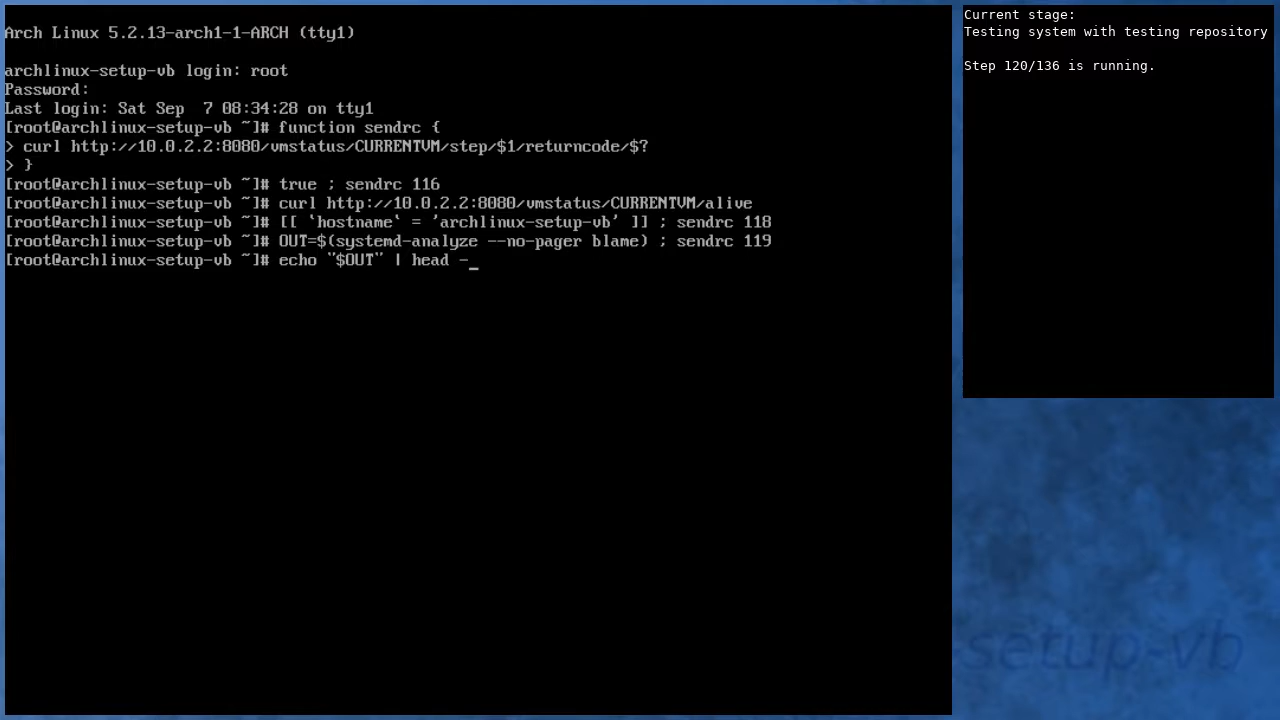 Arch Linux 5.2.13-arch1-1-ARCH (tty1)
archlinux-setup-vb login: root
Password:
Last login: Sat Sep  7 08:34:28 on tty1
[root@archlinux-setup-vb ~]# function sendrc {
> curl http://10.0.2.2:8080/vmstatus/CURRENTVM/step/$1/returncode/$?
> }
[root@archlinux-setup-vb ~]# true ; sendrc 116
[root@archlinux-setup-vb ~]# curl http://10.0.2.2:8080/vmstatus/CURRENTVM/alive
[root@archlinux-setup-vb ~]# [[ `hostname` = 'archlinux-setup-vb' ]] ; sendrc 118
[root@archlinux-setup-vb ~]# OUT=$(systemd-analyze --no-pager blame) ; sendrc 119
[root@archlinux-setup-vb ~]# echo "$OUT" | head -_
Current stage:
Testing system with testing repository
Step 120/136 is running.
-setup-vb